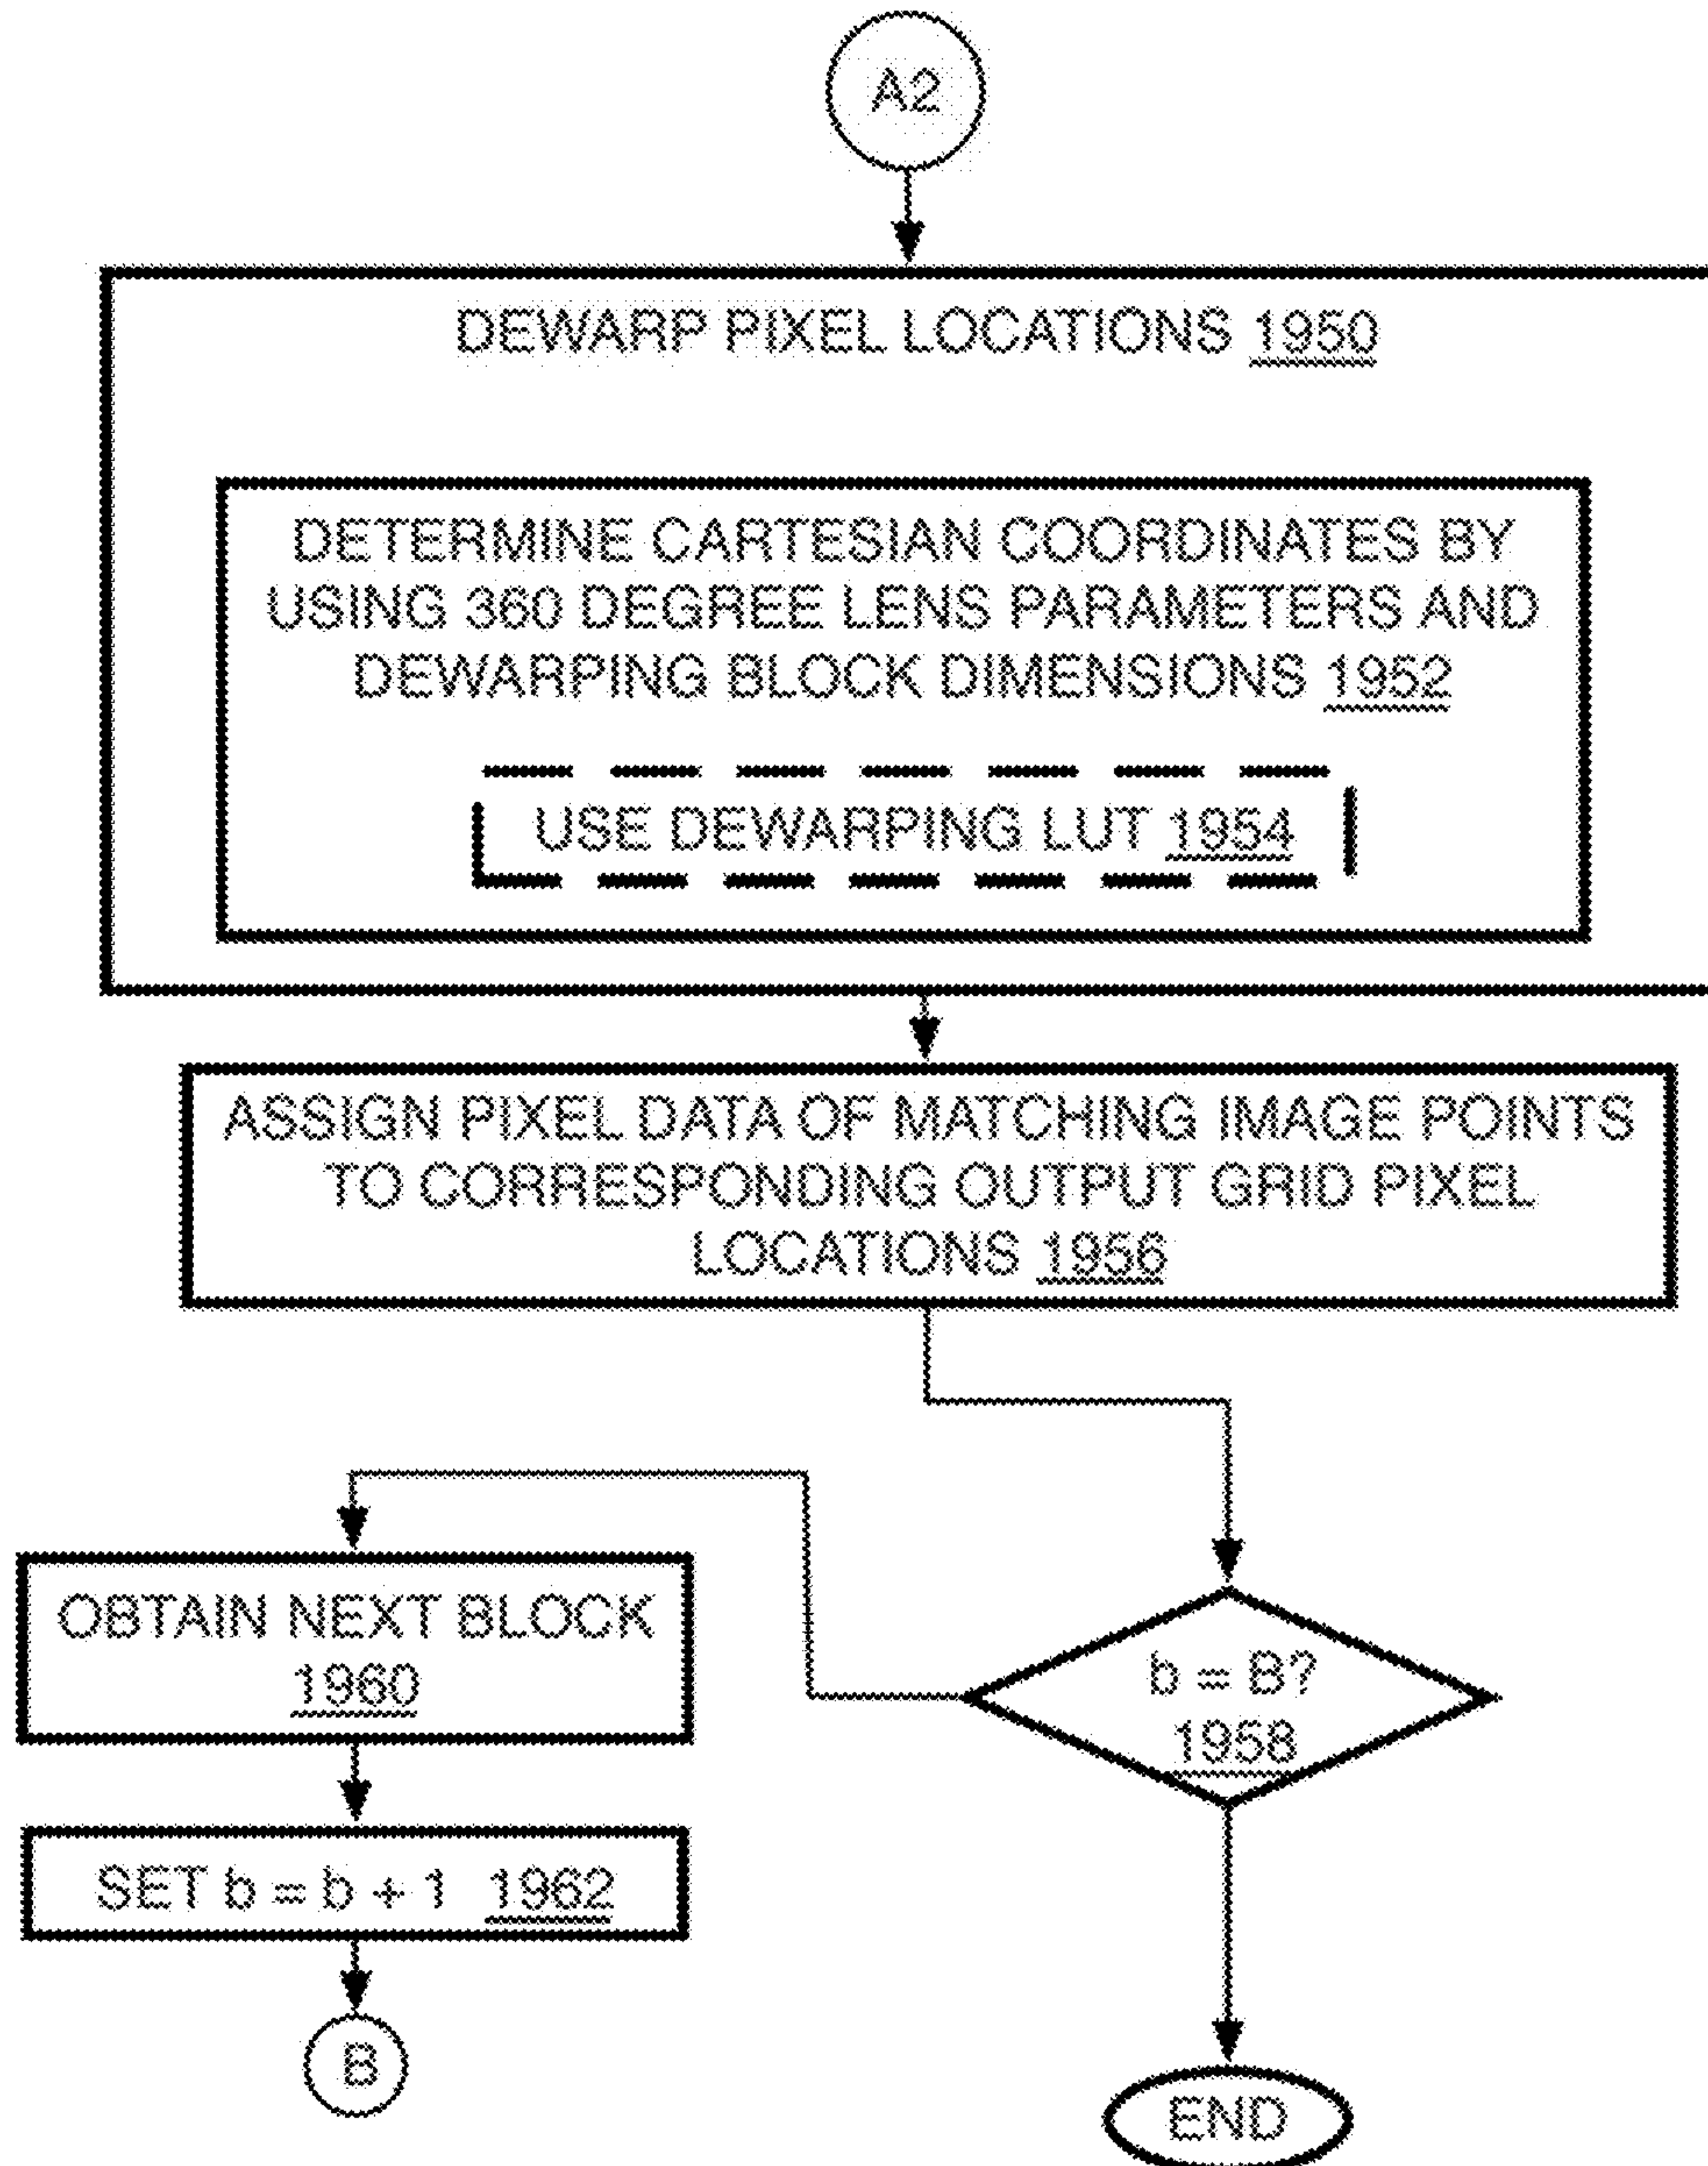 A2
DEWARP PIXEL LOCATIONS 1950
DETERMINE CARTESIAN COORDINATES BY
USING 360 DEGREE LENS PARAMETERS AND
DEWARPING BLOCK DIMENSIONS 1952
USE DEWARPING LUT 1954
ASSIGN PIXEL DATA OF MATCHING IMAGE POINTS
TO CORRESPONDING OUTPUT GRID PIXEL
LOCATIONS 1956
OBTAIN NEXT BLOCK
1960
b = B?
1958
SET b = b + 1 1962
B
END